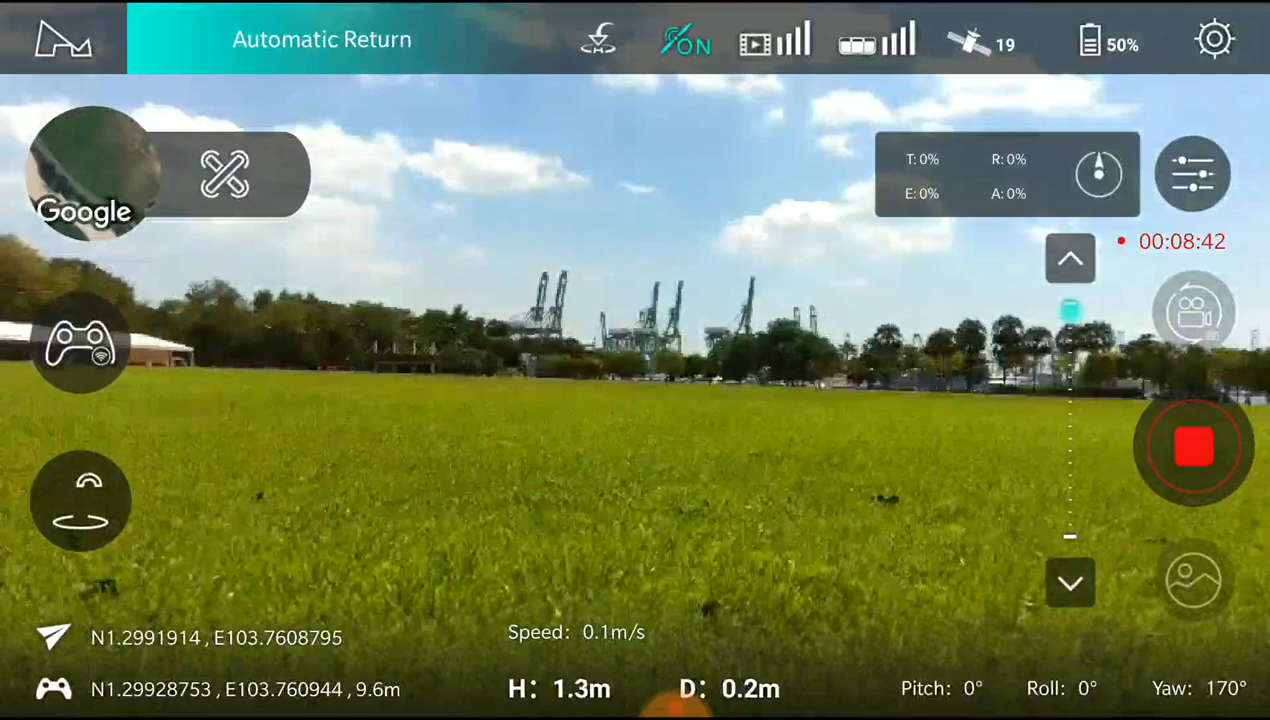 Automatic Return
ON
19
50%
Google
T: 0% R: 0%
E: 0% A: 0%
00:08:42
N1.2991914 , E103.7608795
Speed: 0.1m/s
N1.29928753 , E103.760944 , 9.6m
H: 1.3m D: 0.2m
Pitch: 0° Roll: 0° Yaw: 170°